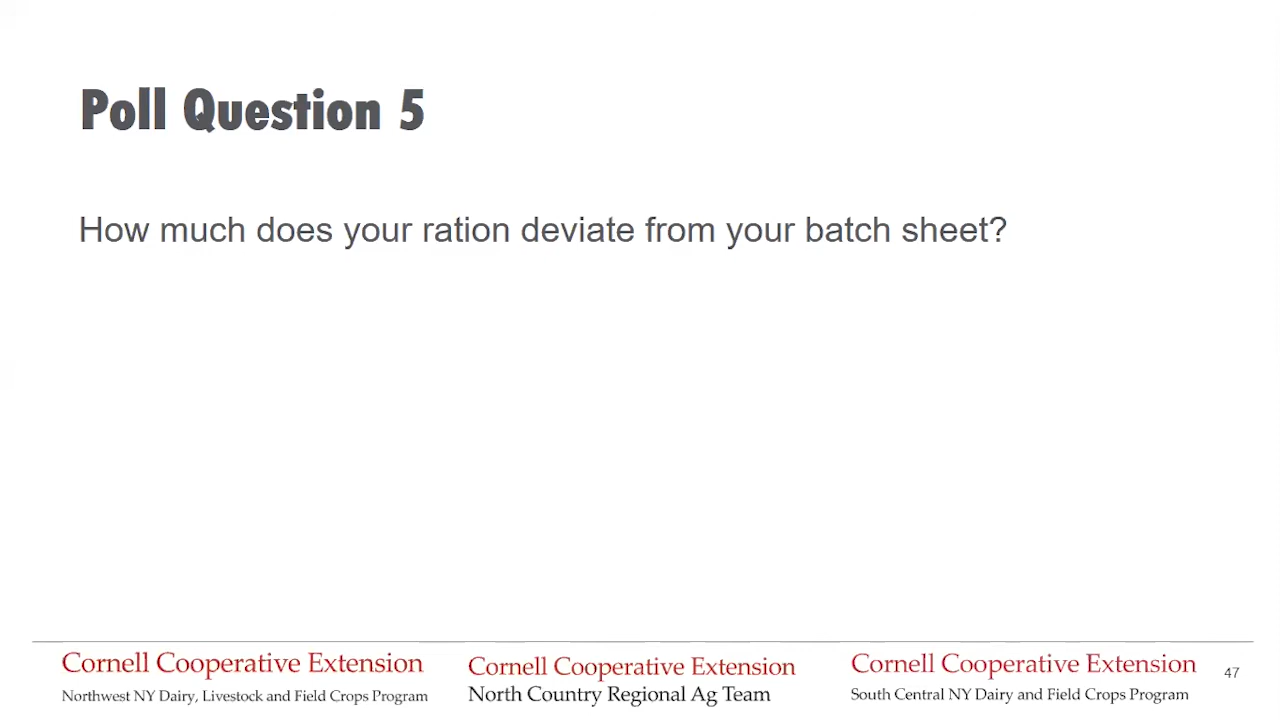 Poll Question 5
How much does your ration deviate from your batch sheet?
Cornell Cooperative Extension
Northwest NY Dairy, Livestock and Field Crops Program
Cornell Cooperative Extension
North Country Regional Ag Team
Cornell Cooperative Extension
South Central NY Dairy and Field Crops Program
47